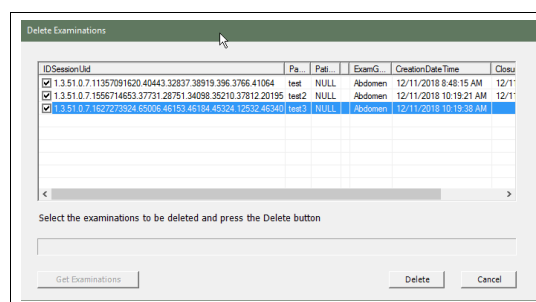 Delete Examinations
IDSessionUid Pa... Pati... ExamG... CreationDateTime Closu
1.3.51.0.7.11357091620.40443.32837.38919.396.3766.41064 test NULL Abdomen 12/11/2018 8:48:15 AM 12/1
1.3.51.0.7.1556714653.37731.28751.34098.35210.37812.20195 test2 NULL Abdomen 12/11/2018 10:19:21 AM 12/1
1.3.51.0.7.1627273924.65006.46153.46184.45324.12532.46340 test3 NULL Abdomen 12/11/2018 10:19:38 AM
Select the examinations to be deleted and press the Delete button
Get Examinations Delete Cancel